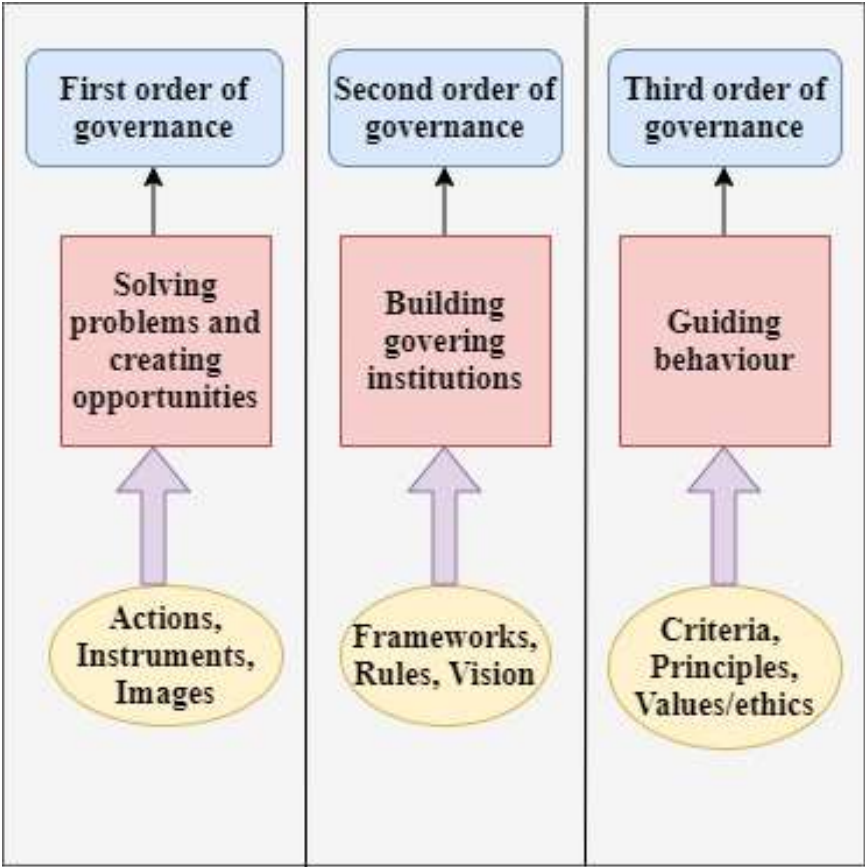 First order of
governance
Solving
problems and
creating
opportunities
Actions,
Instruments,
Images
Second order of
governance
Building
govering
institutions
Frameworks,
Rules, Vision
Third order of
governance
Guiding
behaviour
Criteria,
Principles,
Values/ethics